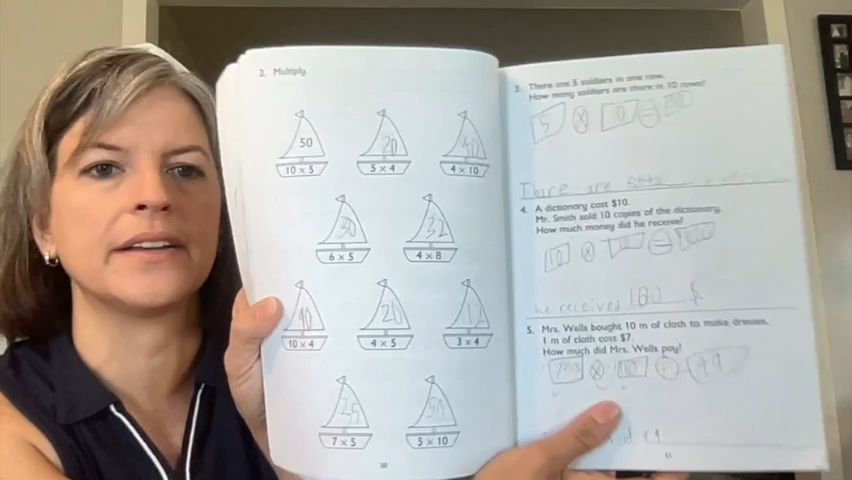 2. Multiply.
50 20 40
10 x 5 5 x 4 4 x 10
30 32
6 x 5 4 x 8
40 20 12
10 x 4 4 x 5 3 x 4
35 50
7 x 5 5 x 10
3. There are 5 soldiers in one row.
How many soldiers are there in 10 rows?
5 x 10 = 50
There are
4. A dictionary cost $10.
Mr. Smith sold 10 copies of the dictionary.
How much money did he receive?
10 x 10 = 100
he received 100 $
5. Mrs. Wells bought 10 m of cloth to make dresses.
1 m of cloth cost $7.
How much did Mrs. Wells pay?